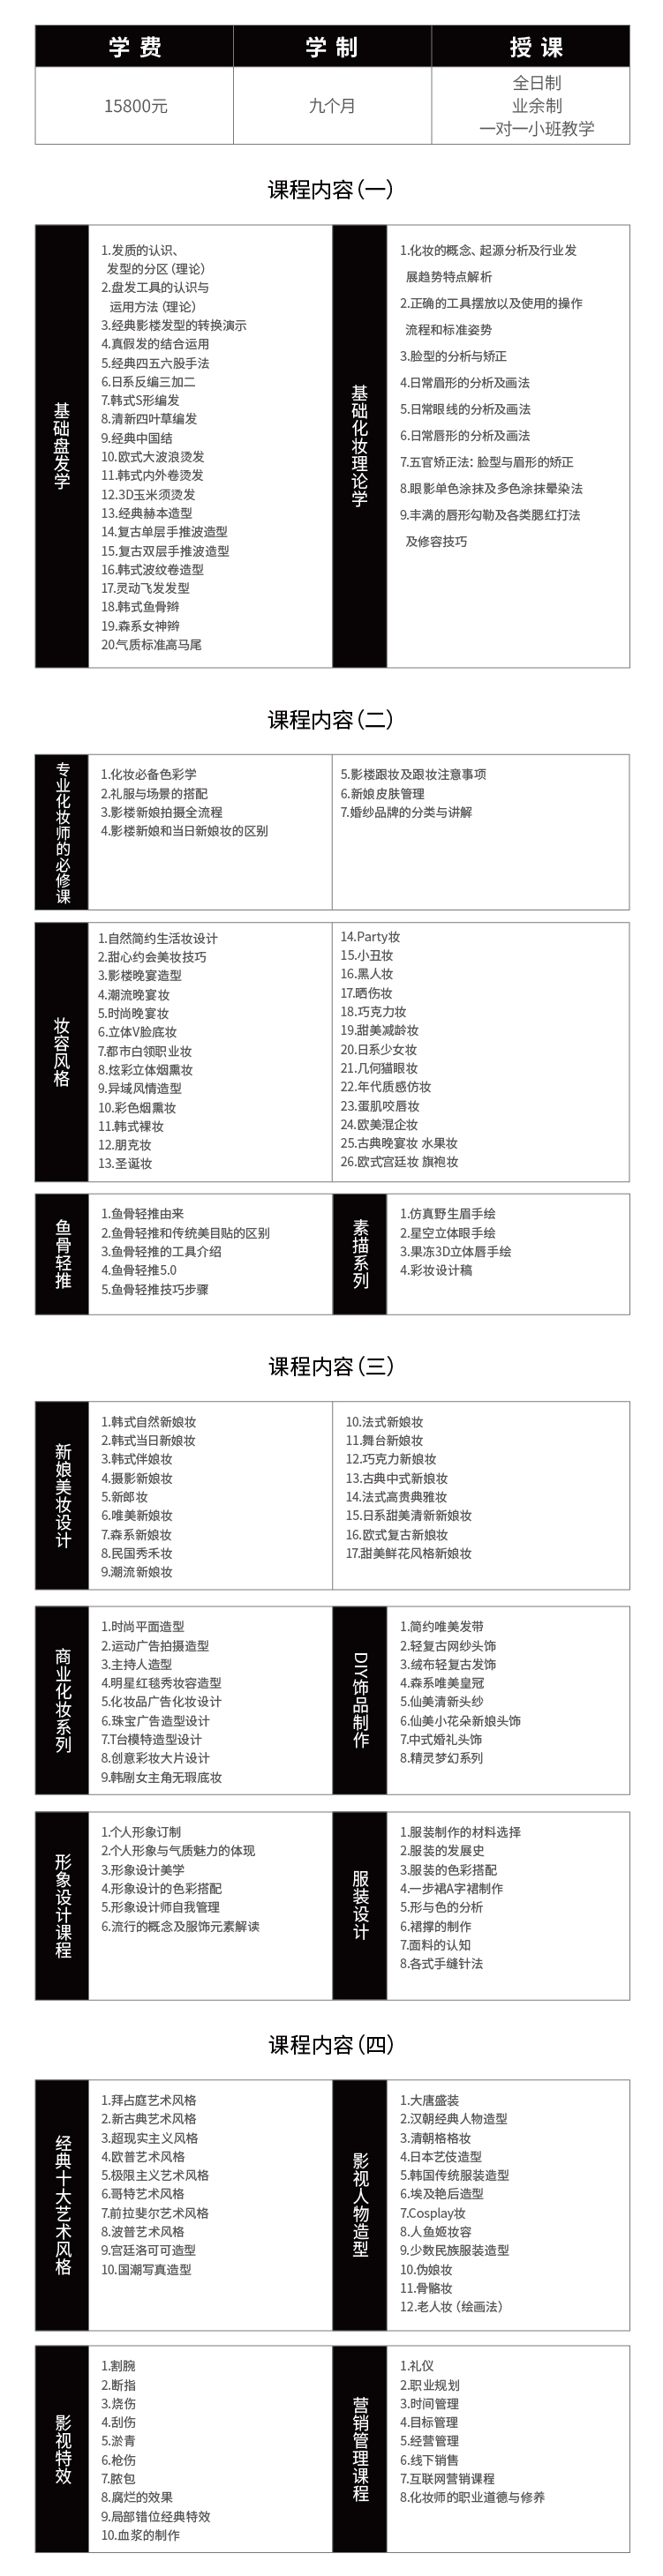 学 费
学 制
授 课
15800元
九个月
全日制
业余制
一对一小班教学
课程内容（一）
基础盘发学
1.发质的认识、
发型的分区（理论）
2.盘发工具的认识与
运用方法（理论）
3.经典影楼发型的转换演示
4.真假发的结合运用
5.经典四五六股手法
6.日系反编三加二
7.韩式S形编发
8.清新四叶草编发
9.经典中国结
10.欧式大波浪烫发
11.韩式内外卷烫发
12.3D玉米须烫发
13.经典赫本造型
14.复古单层手推波造型
15.复古双层手推波造型
16.韩式波纹卷造型
17.灵动飞发发型
18.韩式鱼骨辫
19.森系女神辫
20.气质标准高马尾
基础化妆理论学
1.化妆的概念、起源分析及行业发
展趋势特点解析
2.正确的工具摆放以及使用的操作
流程和标准姿势
3.脸型的分析与矫正
4.日常眉形的分析及画法
5.日常眼线的分析及画法
6.日常唇形的分析及画法
7.五官矫正法：脸型与眉形的矫正
8.眼影单色涂抹及多色涂抹晕染法
9.丰满的唇形勾勒及各类腮红打法
及修容技巧
课程内容（二）
专业化妆师的必修课
1.化妆必备色彩学
2.礼服与场景的搭配
3.影楼新娘拍摄全流程
4.影楼新娘和当日新娘妆的区别
5.影楼跟妆及跟妆注意事项
6.新娘皮肤管理
7.婚纱品牌的分类与讲解
妆容风格
1.自然简约生活妆设计
2.甜心约会美妆技巧
3.影楼晚宴造型
4.潮流晚宴妆
5.时尚晚宴妆
6.立体V脸底妆
7.都市白领职业妆
8.炫彩立体烟熏妆
9.异域风情造型
10.彩色烟熏妆
11.韩式裸妆
12.朋克妆
13.圣诞妆
14.Party妆
15.小丑妆
16.黑人妆
17.晒伤妆
18.巧克力妆
19.甜美减龄妆
20.日系少女妆
21.几何猫眼妆
22.年代质感仿妆
23.蛋肌咬唇妆
24.欧美混企妆
25.古典晚宴妆 水果妆
26.欧式宫廷妆 旗袍妆
鱼骨轻推
1.鱼骨轻推由来
2.鱼骨轻推和传统美目贴的区别
3.鱼骨轻推的工具介绍
4.鱼骨轻推5.0
5.鱼骨轻推技巧步骤
素描系列
1.仿真野生眉手绘
2.星空立体眼手绘
3.果冻3D立体唇手绘
4.彩妆设计稿
课程内容（三）
新娘美妆设计
1.韩式自然新娘妆
2.韩式当日新娘妆
3.韩式伴娘妆
4.摄影新娘妆
5.新郎妆
6.唯美新娘妆
7.森系新娘妆
8.民国秀禾妆
9.潮流新娘妆
10.法式新娘妆
11.舞台新娘妆
12.巧克力新娘妆
13.古典中式新娘妆
14.法式高贵典雅妆
15.日系甜美清新新娘妆
16.欧式复古新娘妆
17.甜美鲜花风格新娘妆
商业化妆系列
1.时尚平面造型
2.运动广告拍摄造型
3.主持人造型
4.明星红毯秀妆容造型
5.化妆品广告化妆设计
6.珠宝广告造型设计
7.T台模特造型设计
8.创意彩妆大片设计
9.韩剧女主角无瑕底妆
DIY饰品制作
1.简约唯美发带
2.轻复古网纱头饰
3.绒布轻复古发饰
4.森系唯美皇冠
5.仙美清新头纱
6.仙美小花朵新娘头饰
7.中式婚礼头饰
8.精灵梦幻系列
形象设计课程
1.个人形象订制
2.个人形象与气质魅力的体现
3.形象设计美学
4.形象设计的色彩搭配
5.形象设计师自我管理
6.流行的概念及服饰元素解读
服装设计
1.服装制作的材料选择
2.服装的发展史
3.服装的色彩搭配
4.一步裙A字裙制作
5.形与色的分析
6.裙撑的制作
7.面料的认知
8.各式手缝针法
课程内容（四）
经典十大艺术风格
1.拜占庭艺术风格
2.新古典艺术风格
3.超现实主义风格
4.欧普艺术风格
5.极限主义艺术风格
6.哥特艺术风格
7.前拉斐尔艺术风格
8.波普艺术风格
9.宫廷洛可可造型
10.国潮写真造型
影视人物造型
1.大唐盛装
2.汉朝经典人物造型
3.清朝格格妆
4.日本艺伎造型
5.韩国传统服装造型
6.埃及艳后造型
7.Cosplay妆
8.人鱼姬妆容
9.少数民族服装造型
10.伪娘妆
11.骨骼妆
12.老人妆（绘画法）
影视特效
1.割腕
2.断指
3.烧伤
4.刮伤
5.淤青
6.枪伤
7.脓包
8.腐烂的效果
9.局部错位经典特效
10.血浆的制作
营销管理课程
1.礼仪
2.职业规划
3.时间管理
4.目标管理
5.经营管理
6.线下销售
7.互联网营销课程
8.化妆师的职业道德与修养